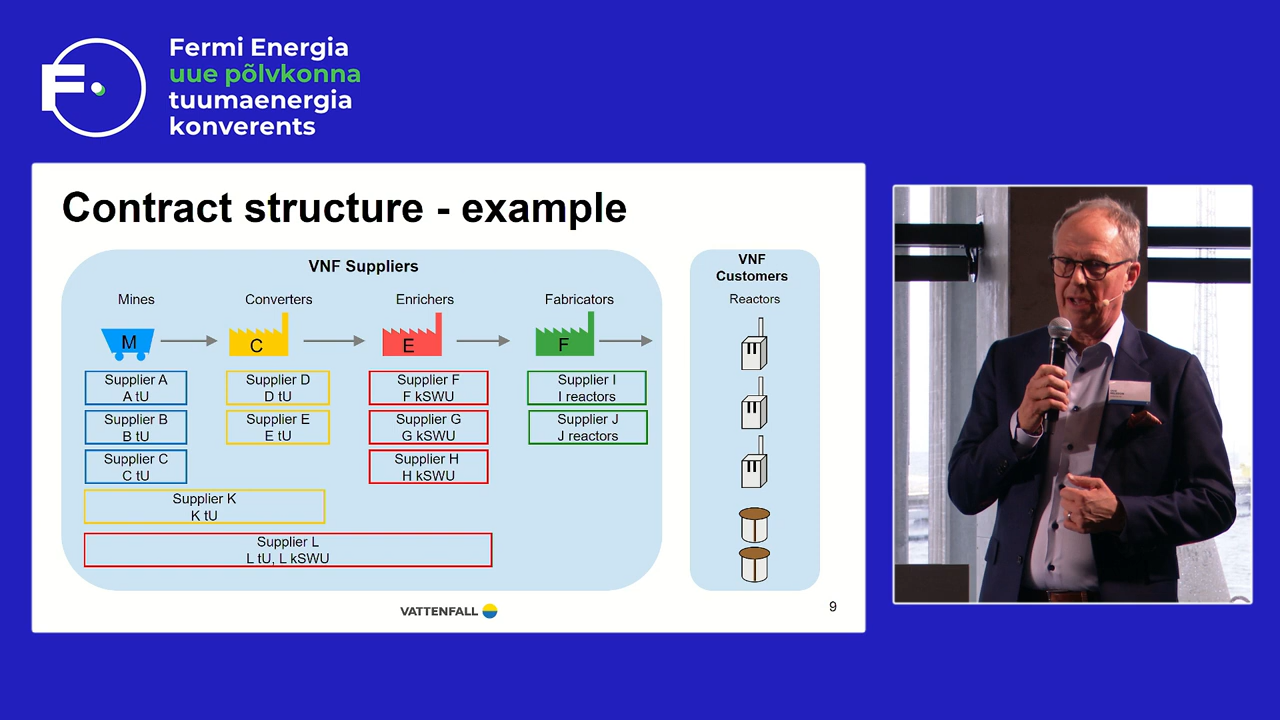 Fermi Energia
uue põlvkonna
tuumaenergia
konverents
Contract structure - example
VNF Suppliers
Mines
Converters
Enrichers
Fabricators
M
C
E
F
Supplier A
A tU
Supplier D
D tU
Supplier F
F kSWU
Supplier I
I reactors
Supplier B
B tU
Supplier E
E tU
Supplier G
G kSWU
Supplier J
J reactors
Supplier C
C tU
Supplier H
H kSWU
Supplier K
K tU
Supplier L
L tU, L kSWU
VNF
Customers
Reactors
VATTENFALL
9